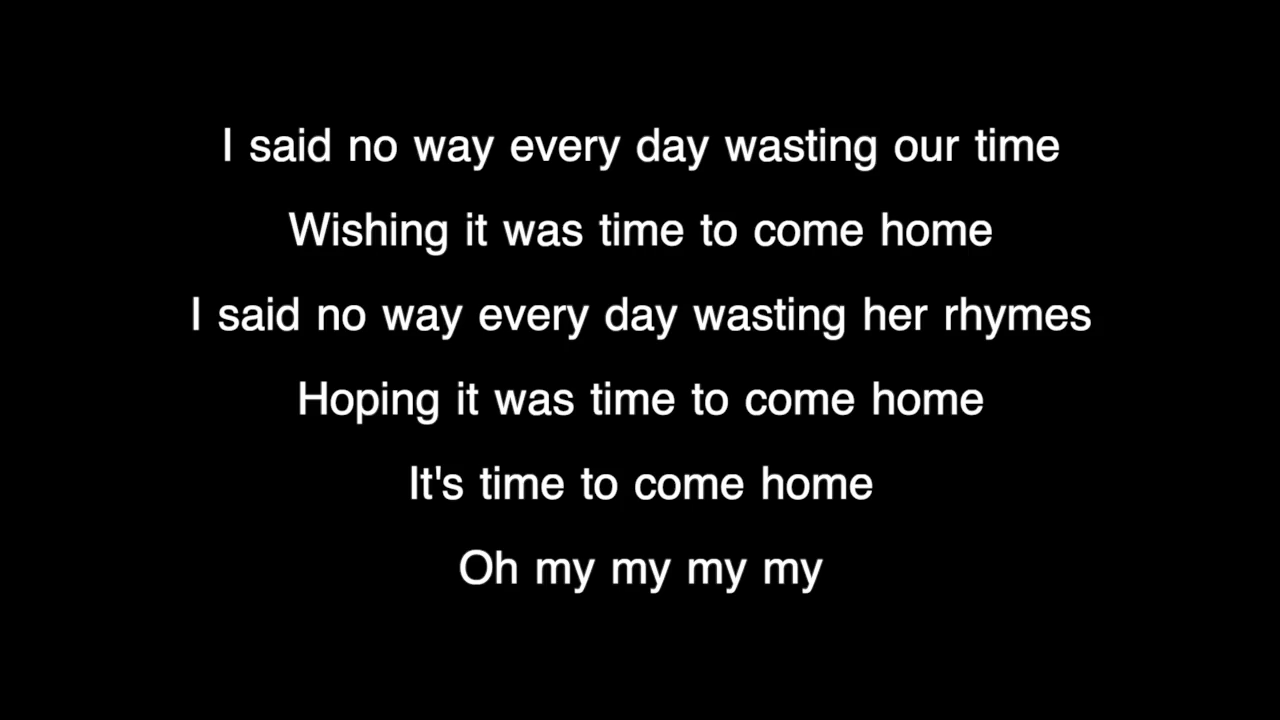 I said no way every day wasting our time
Wishing it was time to come home
I said no way every day wasting her rhymes
Hoping it was time to come home
It's time to come home
Oh my my my my